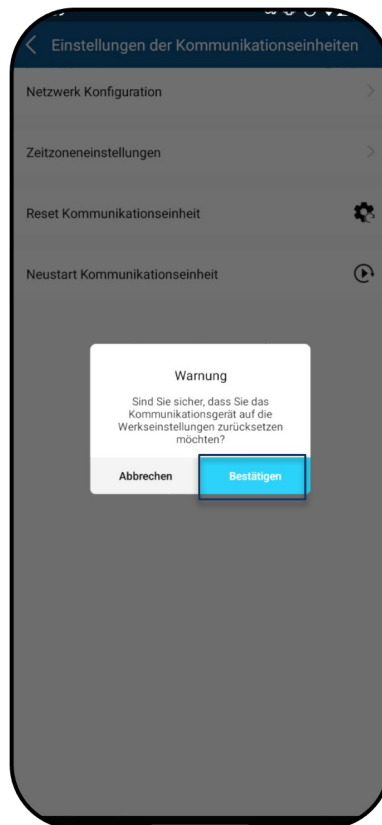 Einstellungen der Kommunikationseinheiten
Netzwerk Konfiguration
Zeitzoneneinstellungen
Reset Kommunikationseinheit
Neustart Kommunikationseinheit
Warnung
Sind Sie sicher, dass Sie das
Kommunikationsgerät auf die
Werkseinstellungen zurücksetzen
möchten?
Abbrechen
Bestätigen